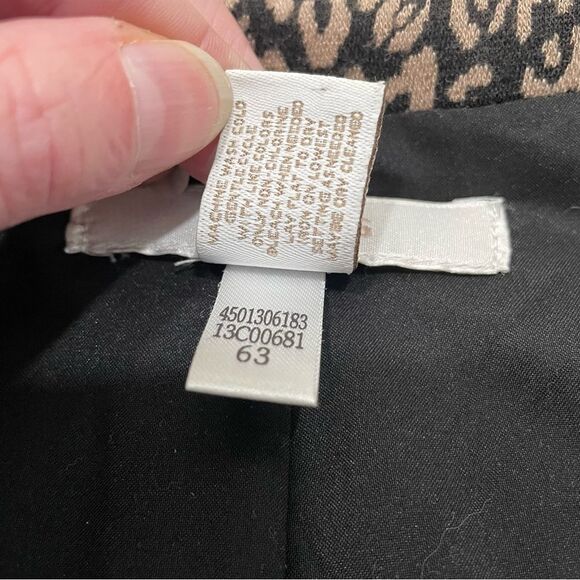 MACHINE WASH COLD
GENTLE CYCLE
WITH LIKE COLORS
ONLY NON-CHLORINE
BLEACH WHEN NEEDED
LAY FLAT TO DRY
IRON ON LOWEST
SETTING AS NEEDED
MAY BE DRY CLEANED
4501306183
13C00681
63